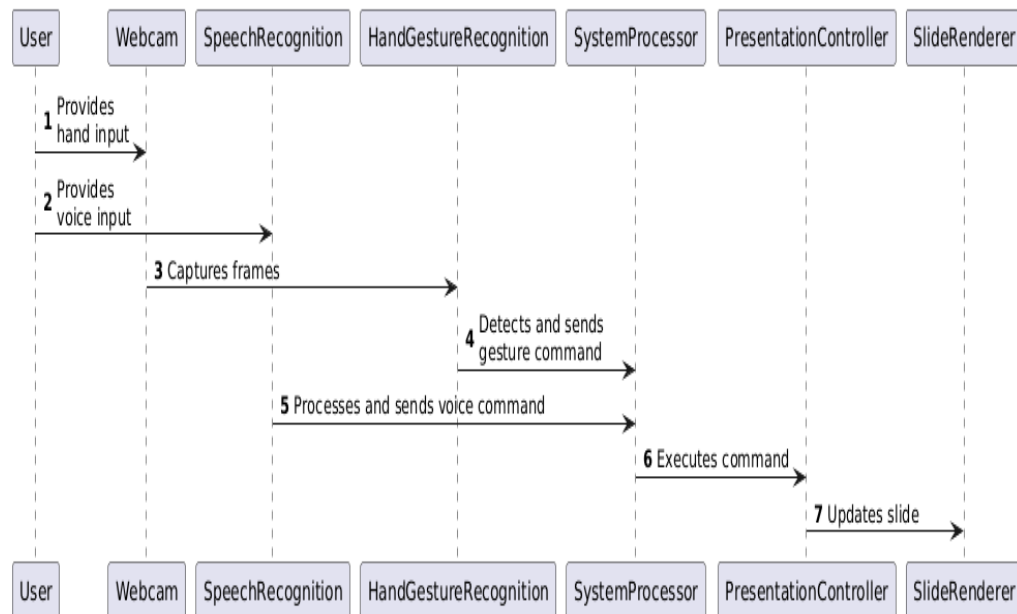 User Webcam SpeechRecognition HandGestureRecognition SystemProcessor PresentationController SlideRenderer
1 Provides
hand input
2 Provides
voice input
3 Captures frames
4 Detects and sends
gesture command
5 Processes and sends voice command
6 Executes command
7 Updates slide
User Webcam SpeechRecognition HandGestureRecognition SystemProcessor PresentationController SlideRenderer